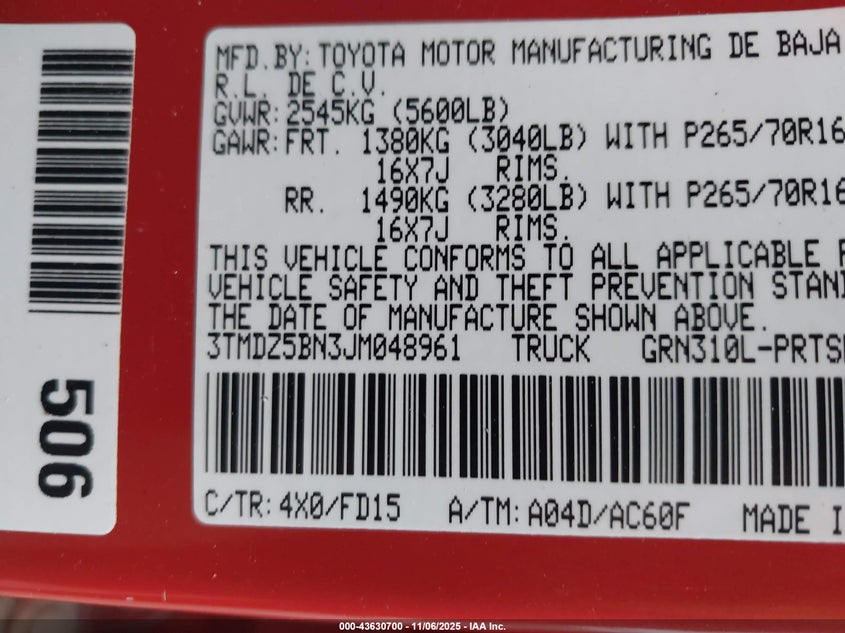 506
MFD.BY: TOYOTA MOTOR MANUFACTURING DE BAJA
R.L. DE C.V.
GVWR: 2545KG (5600LB)
GAWR: FRT. 1380KG (3040LB) WITH P265/70R16
16X7J RIMS.
RR. 1490KG (3280LB) WITH P265/70R16
16X7J RIMS.
THIS VEHICLE CONFORMS TO ALL APPLICABLE
VEHICLE SAFETY AND THEFT PREVENTION STAND
THE DATE OF MANUFACTURE SHOWN ABOVE.
3TMDZ5BN3JM048961 TRUCK GRN310L-PRTS
C/TR: 4X0/FD15 A/TM: A04D/AC60F MADE I
000-43630700 - 11/06/2025 - IAA Inc.